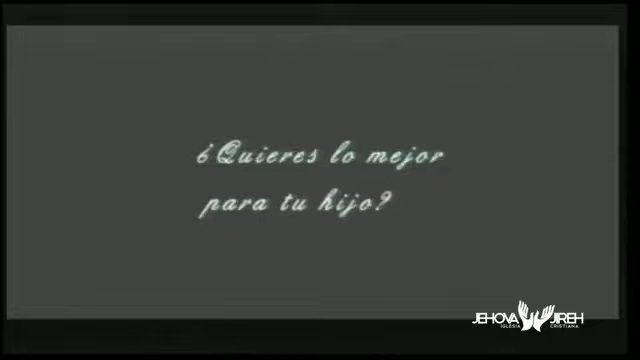 ¿Quieres lo mejor
para tu hijo?
JEHOVA JIREH
IGLESIA CRISTIANA